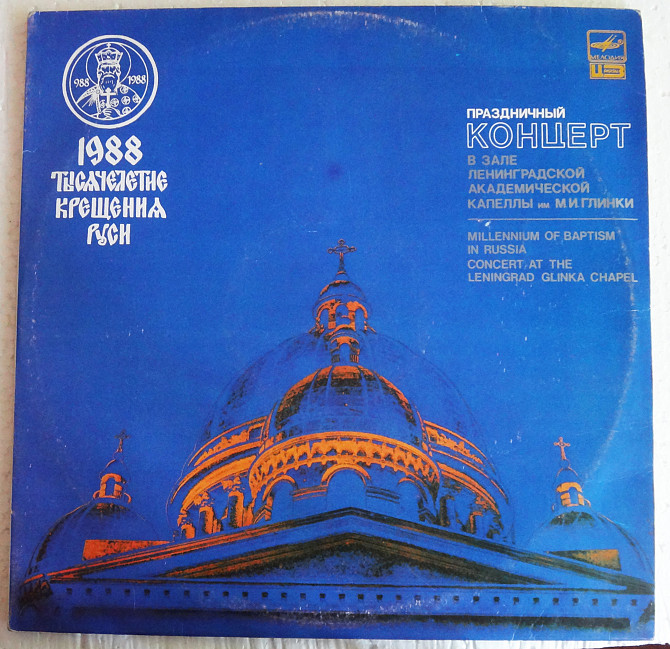 988 1988
1988
ТЫСЯЧЕЛЕТИЕ
КРЕЩЕНИЯ
РУСИ
МЕЛОДИЯ
ПРАЗДНИЧНЫЙ
КОНЦЕРТ
В ЗАЛЕ
ЛЕНИНГРАДСКОЙ
АКАДЕМИЧЕСКОЙ
КАПЕЛЛЫ им. М.И.ГЛИНКИ
MILLENNIUM OF BAPTISM
IN RUSSIA
CONCERT AT THE
LENINGRAD GLINKA CHAPEL